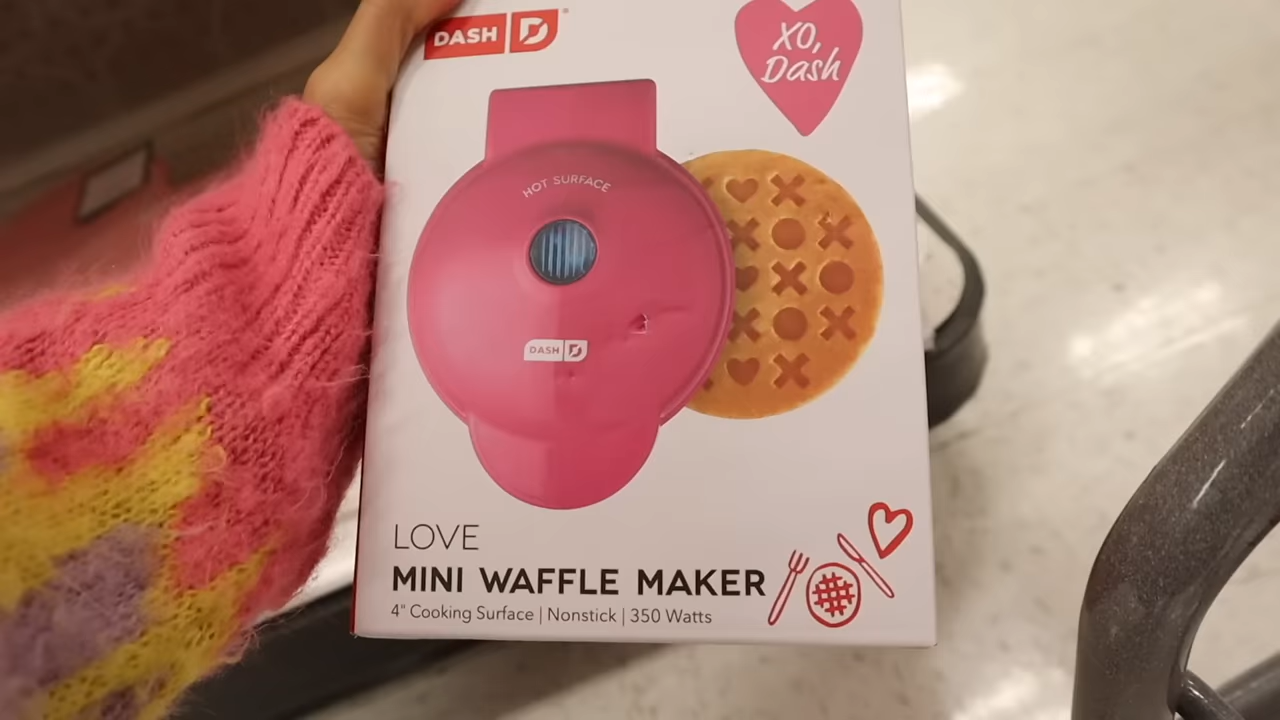 DASH
XO,
Dash
HOT SURFACE
DASH
LOVE
MINI WAFFLE MAKER
4" Cooking Surface | Nonstick | 350 Watts